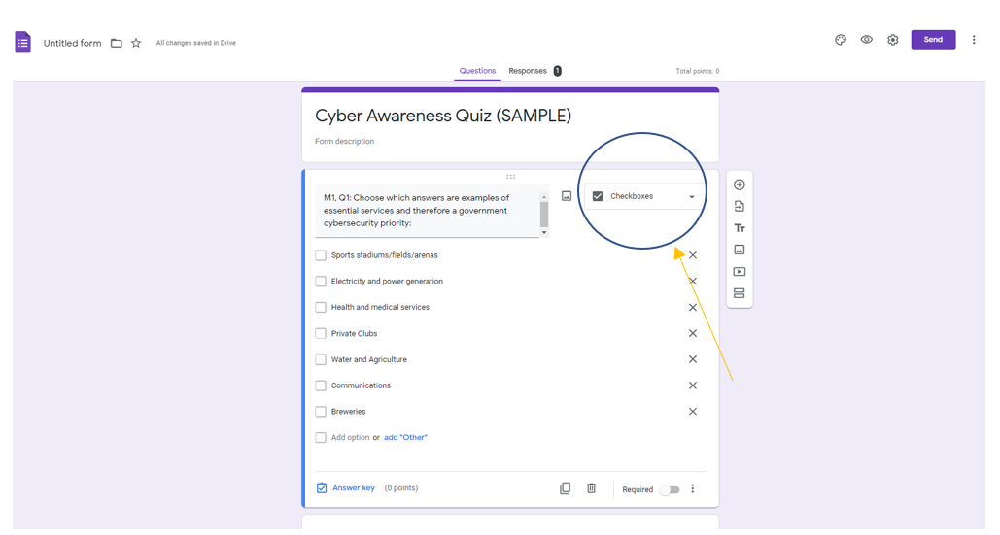 Untitled form
All changes saved in Drive
Send
Questions
Responses 1
Total points: 0
Cyber Awareness Quiz (SAMPLE)
Form description
M1, Q1: Choose which answers are examples of
essential services and therefore a government
cybersecurity priority:
Checkboxes
Tт
Sports stadiums/fields/arenas
Electricity and power generation
Health and medical services
Private Clubs
Water and Agriculture
Communications
Breweries
Add option or add "Other"
Answer key (0 points)
Required